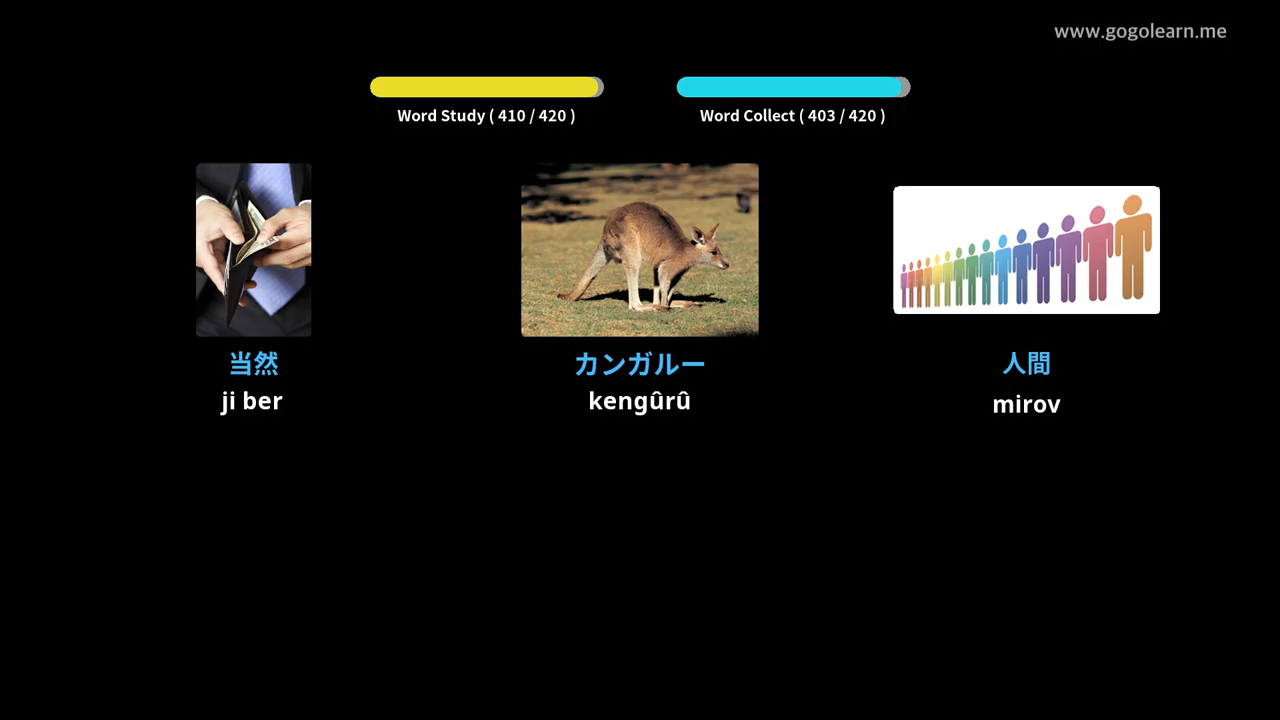 www.gogolearn.me
Word Study ( 410 / 420 )
Word Collect ( 403 / 420 )
当然
カンガルー
人間
ji ber
kengûrû
mirov